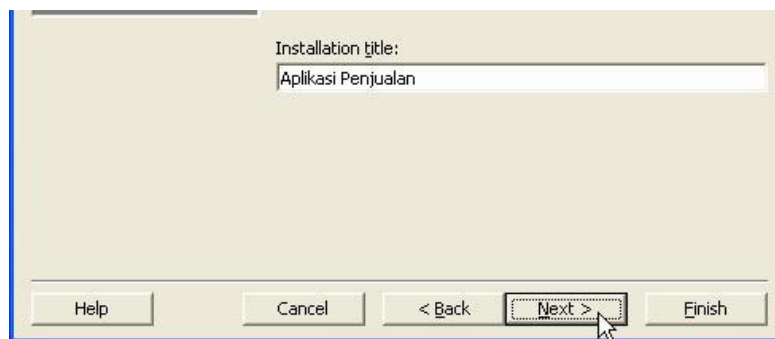 Installation title:
Aplikasi Penjualan
Help Cancel < Back Next > Finish